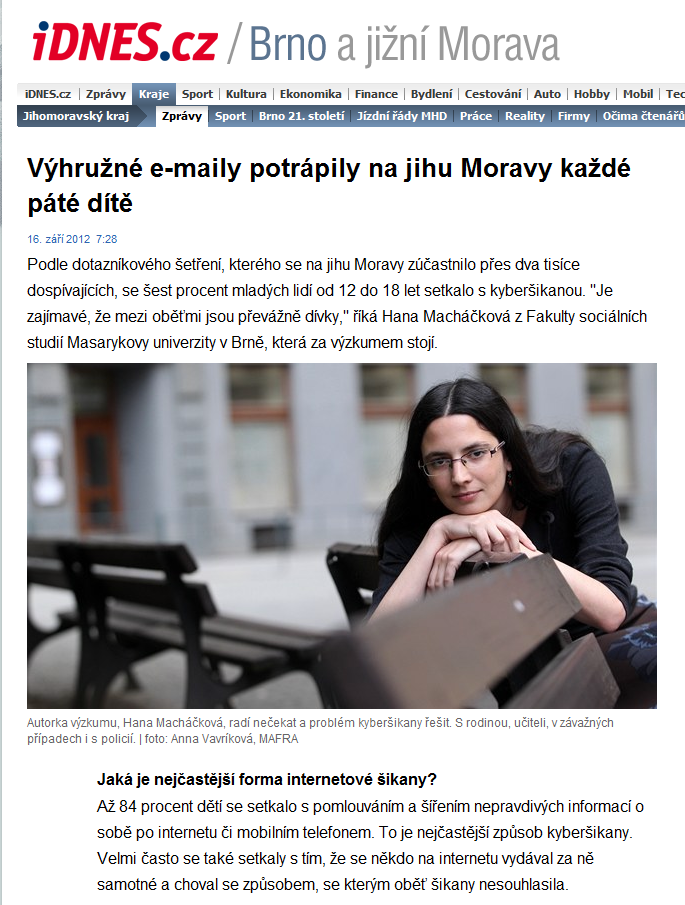 iDNES.cz / Brno a jižní Morava
iDNES.cz Zprávy Kraje Sport Kultura Ekonomika Finance Bydlení Cestování Auto Hobby Mobil Tec
Jihomoravský kraj Zprávy Sport Brno 21. století Jízdní řády MHD Práce Reality Firmy Očima čtenářů
Výhružné e-maily potrápily na jihu Moravy každé
páté dítě
16. září 2012 7:28
Podle dotazníkového šetření, kterého se na jihu Moravy zúčastnilo přes dva tisíce
dospívajících, se šest procent mladých lidí od 12 do 18 let setkalo s kyberšikanou. "Je
zajímavé, že mezi oběťmi jsou převážně dívky," říká Hana Macháčková z Fakulty sociálních
studií Masarykovy univerzity v Brně, která za výzkumem stojí.
Autorka výzkumu, Hana Macháčková, radí nečekat a problém kyberšikany řešit. S rodinou, učiteli, v závažných
případech i s policií. | foto: Anna Vavríková, MAFRA
Jaká je nejčastější forma internetové šikany?
Až 84 procent dětí se setkalo s pomlouváním a šířením nepravdivých informací o
sobě po internetu či mobilním telefonem. To je nejčastější způsob kyberšikany.
Velmi často se také setkaly s tím, že se někdo na internetu vydával za ně
samotné a choval se způsobem, se kterým oběť šikany nesouhlasila.